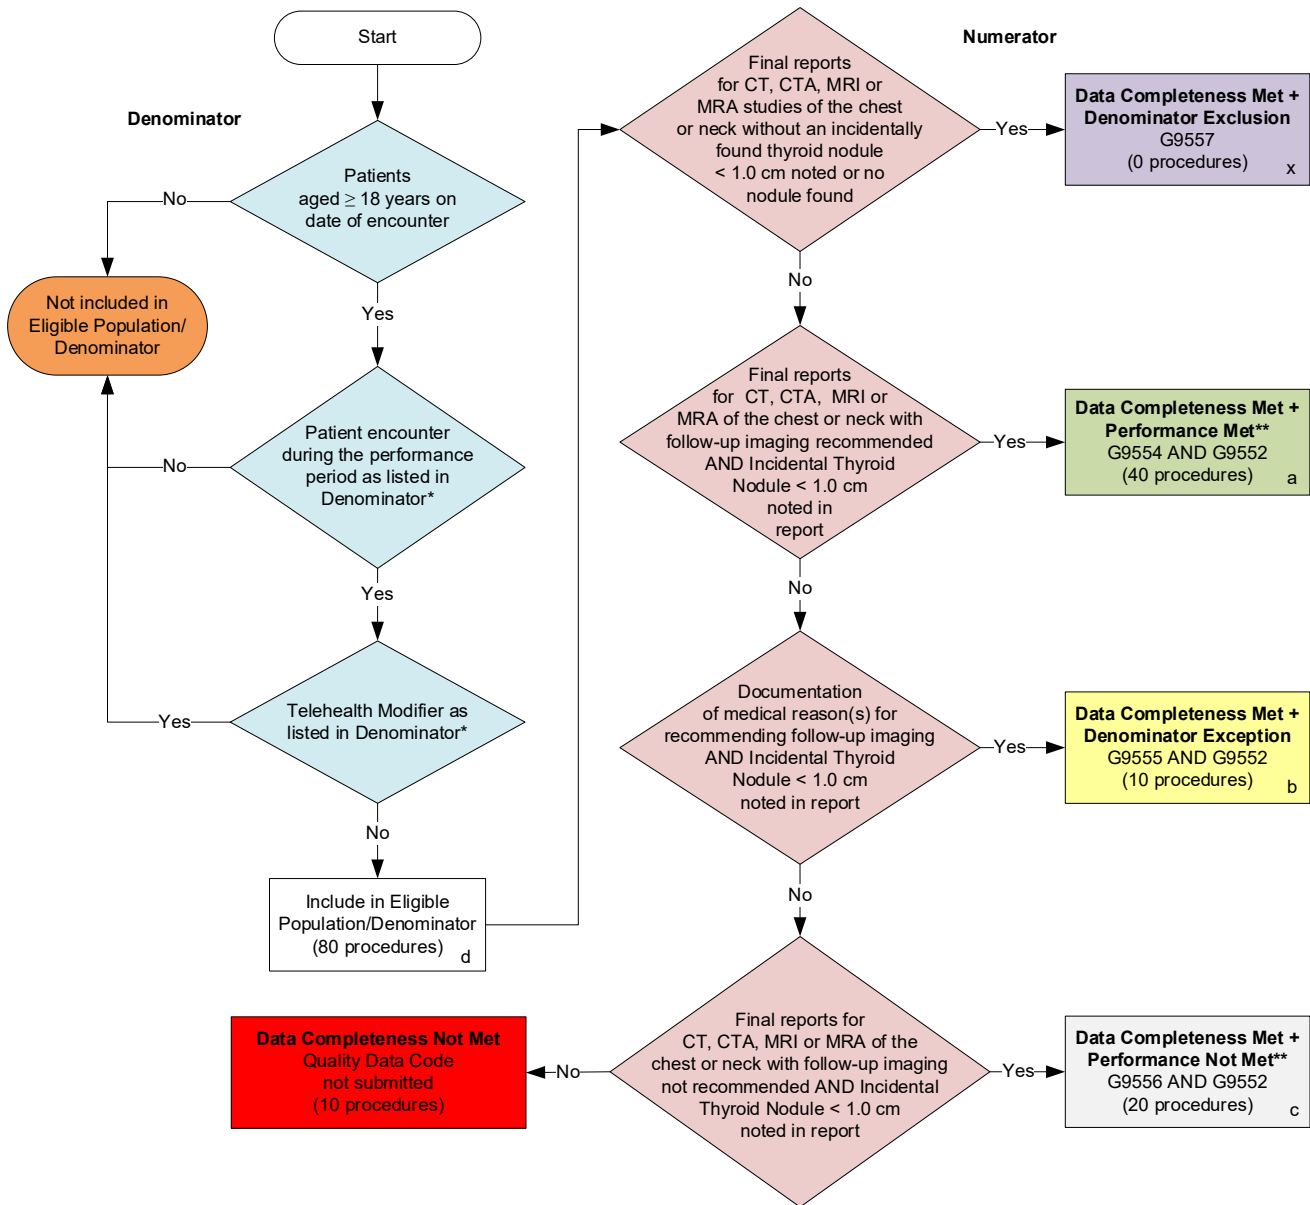 Start
Denominator
Patients
aged ≥ 18 years on
date of encounter
No
Yes
Not included in
Eligible Population/
Denominator
Patient encounter
during the performance
period as listed in
Denominator*
No
Yes
Telehealth Modifier as
listed in Denominator*
Yes
No
Include in Eligible
Population/Denominator
(80 procedures)
d
Numerator
Final reports
for CT, CTA, MRI or
MRA studies of the chest
or neck without an incidentally
found thyroid nodule
< 1.0 cm noted or no
nodule found
Yes
Data Completeness Met +
Denominator Exclusion
G9557
(0 procedures)
x
No
Final reports
for CT, CTA, MRI or
MRA of the chest or neck with
follow-up imaging recommended
AND Incidental Thyroid
Nodule < 1.0 cm
noted in
report
Yes
Data Completeness Met +
Performance Met**
G9554 AND G9552
(40 procedures)
a
No
Documentation
of medical reason(s) for
recommending follow-up imaging
AND Incidental Thyroid
Nodule < 1.0 cm
noted in report
Yes
Data Completeness Met +
Denominator Exception
G9555 AND G9552
(10 procedures)
b
No
Final reports for
CT, CTA, MRI or MRA of the
chest or neck with follow-up imaging
not recommended AND Incidental
Thyroid Nodule < 1.0 cm
noted in report
Yes
Data Completeness Met +
Performance Not Met**
G9556 AND G9552
(20 procedures)
c
No
Data Completeness Not Met
Quality Data Code
not submitted
(10 procedures)